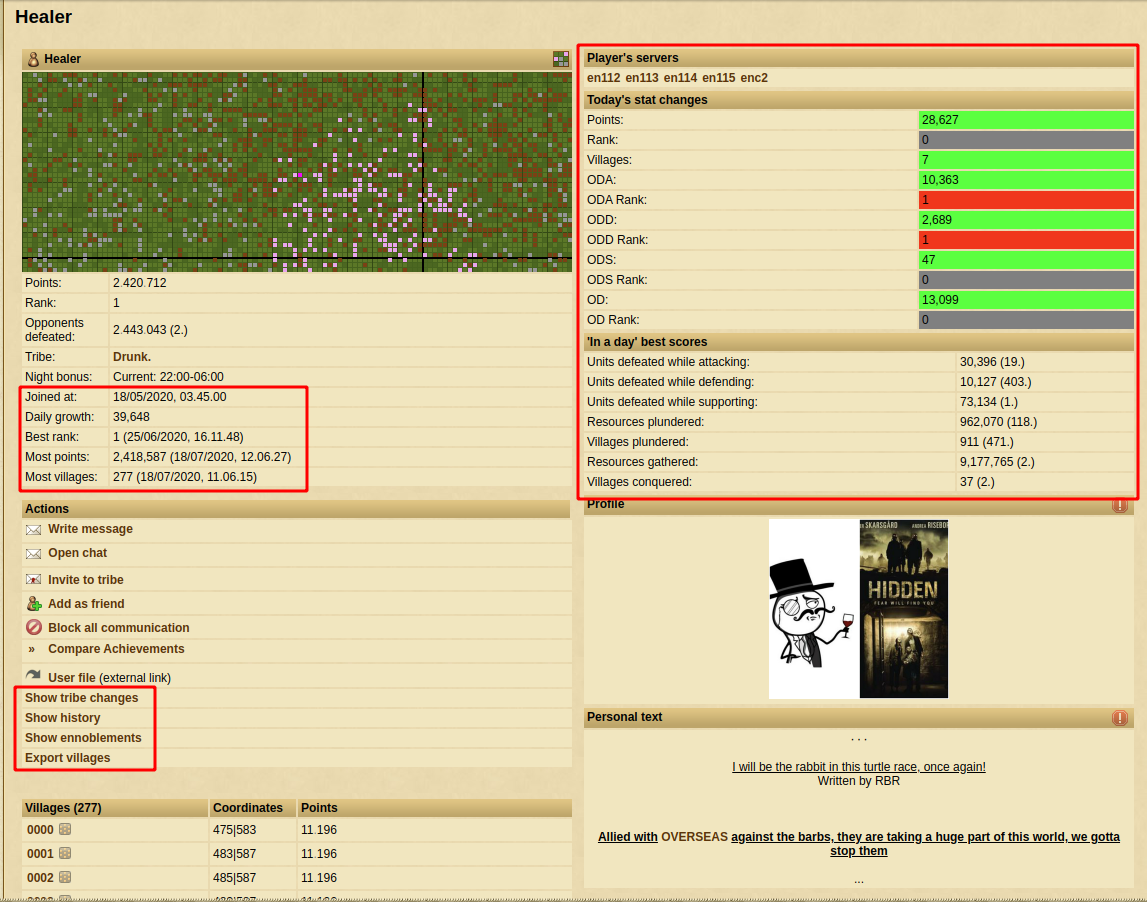 Healer
Healer
Points: 2.420.712
Rank: 1
Opponents
defeated: 2.443.043 (2.)
Tribe: Drunk.
Night bonus: Current: 22:00-06:00
Joined at: 18/05/2020, 03.45.00
Daily growth: 39,648
Best rank: 1 (25/06/2020, 16.11.48)
Most points: 2,418,587 (18/07/2020, 12.06.27)
Most villages: 277 (18/07/2020, 11.06.15)
Actions
Write message
Open chat
Invite to tribe
Add as friend
Block all communication
» Compare Achievements
User file (external link)
Show tribe changes
Show history
Show ennoblements
Export villages
Villages (277) Coordinates Points
0000 475|583 11.196
0001 483|587 11.196
0002 485|587 11.196
Player's servers
en112 en113 en114 en115 enc2
Today's stat changes
Points: 28,627
Rank: 0
Villages: 7
ODA: 10,363
ODA Rank: 1
ODD: 2,689
ODD Rank: 1
ODS: 47
ODS Rank: 0
OD: 13,099
OD Rank: 0
'In a day' best scores
Units defeated while attacking: 30,396 (19.)
Units defeated while defending: 10,127 (403.)
Units defeated while supporting: 73,134 (1.)
Resources plundered: 962,070 (118.)
Villages plundered: 911 (471.)
Resources gathered: 9,177,765 (2.)
Villages conquered: 37 (2.)
Profile
SKARSGÅRD ANDREA RISEBOR
HIDDEN
FEAR WILL FIND YOU
Personal text
. . .
I will be the rabbit in this turtle race, once again!
Written by RBR
Allied with OVERSEAS against the barbs, they are taking a huge part of this world, we gotta
stop them
...